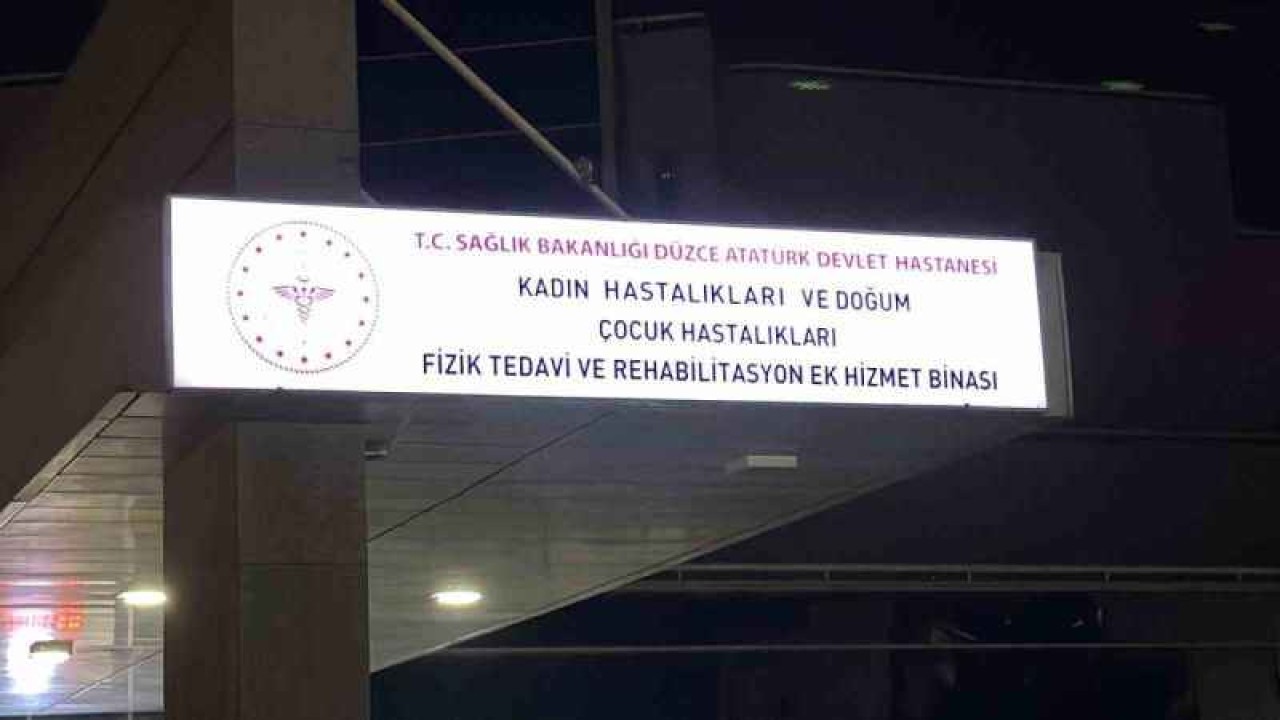 T.C. SAĞLIK BAKANLIĞI DÜZCE ATATÜRK DEVLET HASTANESİ
KADIN HASTALIKLARI VE DOĞUM
ÇOCUK HASTALIKLARI
FİZİK TEDAVİ VE REHABİLİTASYON EK HİZMET BİNASI